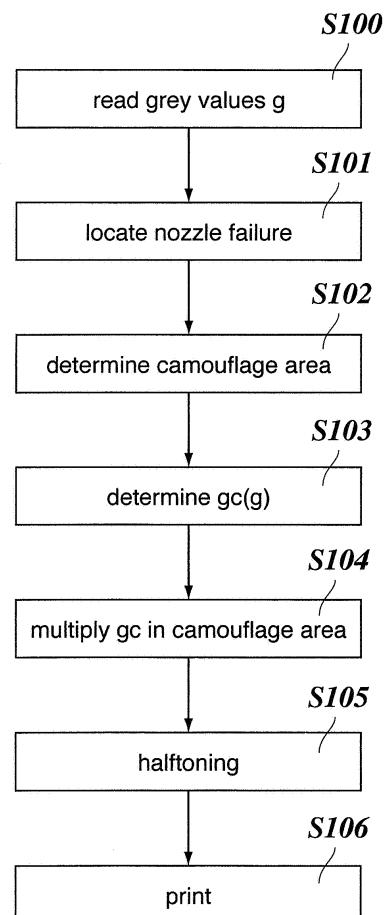 S100
read grey values g
S101
locate nozzle failure
S102
determine camouflage area
S103
determine gc(g)
S104
multiply gc in camouflage area
S105
halftoning
S106
print